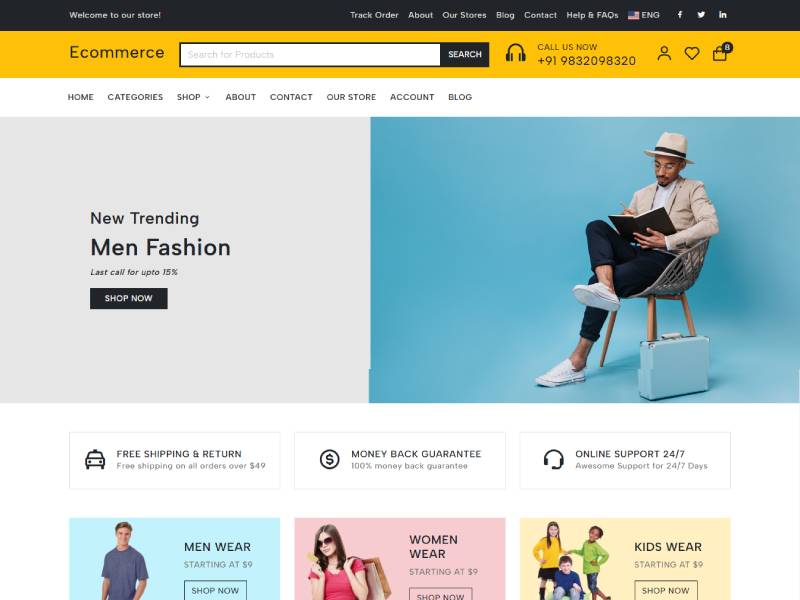 Welcome to our store!
Track Order About Our Stores Blog Contact Help & FAQs ENG
Ecommerce
Search for Products
SEARCH
CALL US NOW
+91 9832098320
8
HOME CATEGORIES SHOP ABOUT CONTACT OUR STORE ACCOUNT BLOG
New Trending
Men Fashion
Last call for upto 15%
SHOP NOW
FREE SHIPPING & RETURN
Free shipping on all orders over $49
MONEY BACK GUARANTEE
100% money back guarantee
ONLINE SUPPORT 24/7
Awesome Support for 24/7 Days
MEN WEAR
STARTING AT $9
SHOP NOW
WOMEN
WEAR
STARTING AT $9
SHOP NOW
KIDS WEAR
STARTING AT $9
SHOP NOW